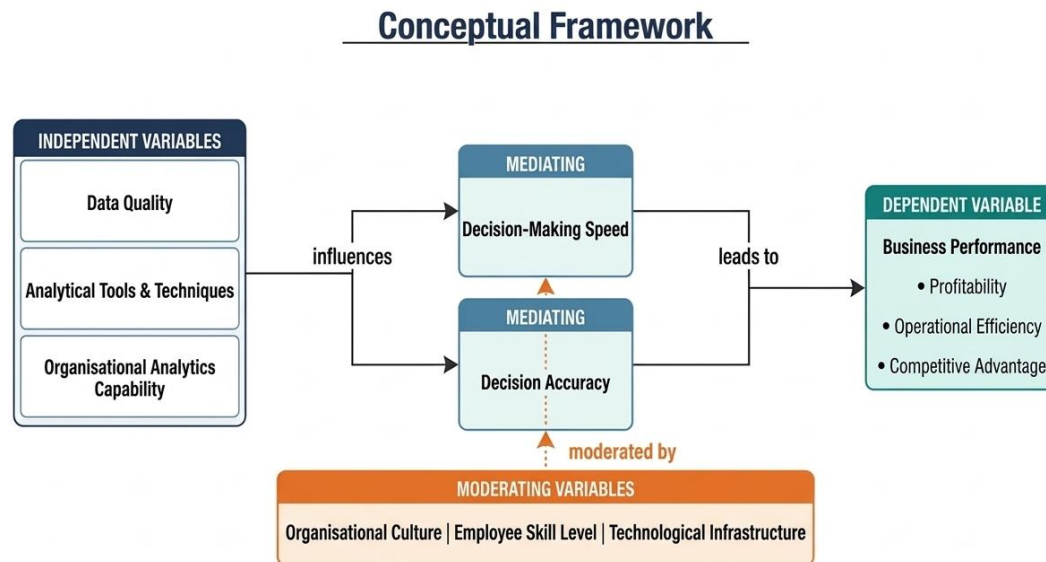 Conceptual Framework
INDEPENDENT VARIABLES
Data Quality
Analytical Tools & Techniques
Organisational Analytics
Capability
influences
MEDIATING
Decision-Making Speed
MEDIATING
Decision Accuracy
leads to
DEPENDENT VARIABLE
Business Performance
• Profitability
• Operational Efficiency
• Competitive Advantage
moderated by
MODERATING VARIABLES
Organisational Culture | Employee Skill Level | Technological Infrastructure